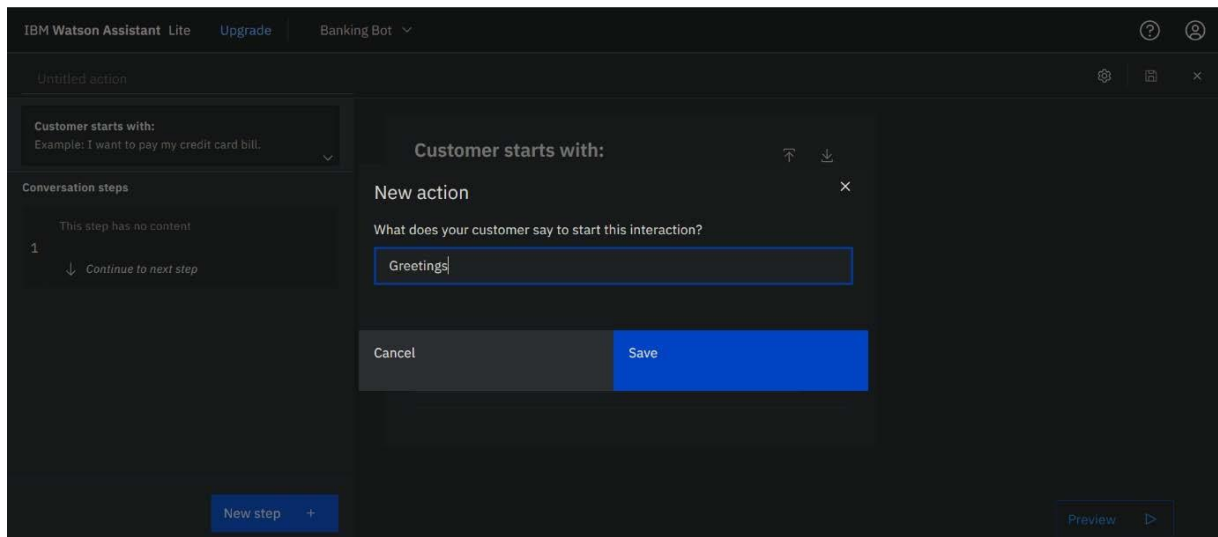 IBM Watson Assistant Lite Upgrade Banking Bot
Untitled action
Customer starts with:
Example: I want to pay my credit card bill.
Conversation steps
This step has no content
1
Continue to next step
New step +
Customer starts with:
New action
What does your customer say to start this interaction?
Greetings
Cancel
Save
Preview